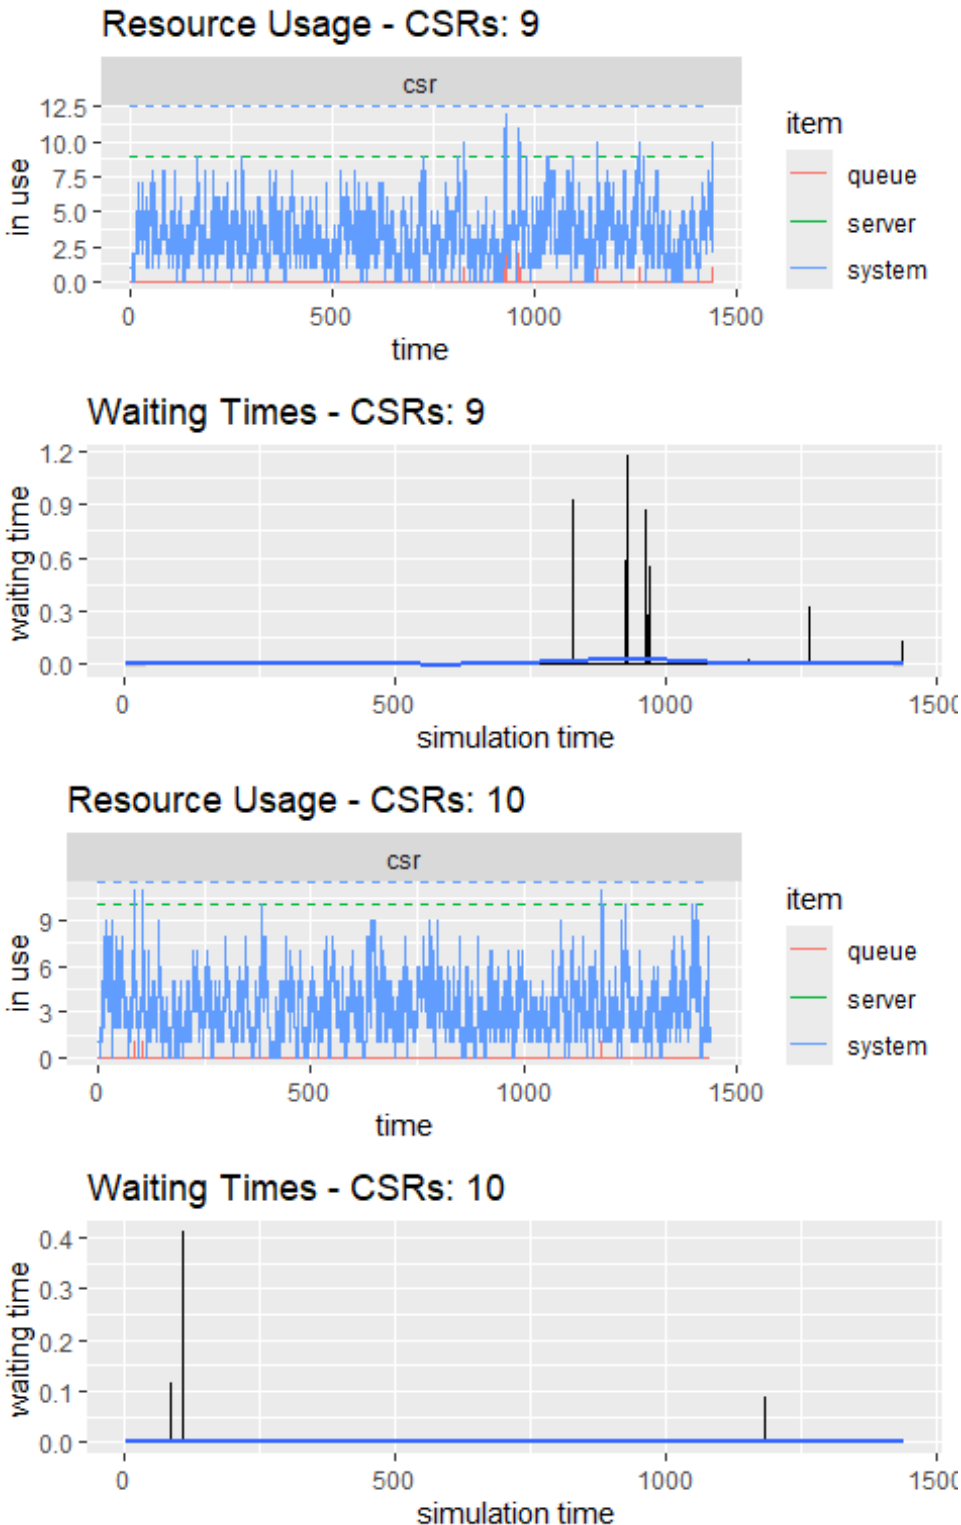 Resource Usage - CSRs: 9
csr
12.5
10.0
7.5
5.0
2.5
0.0
in use
0 500 1000 1500
time
item
queue
server
system
Waiting Times - CSRs: 9
1.2
0.9
0.6
0.3
0.0
waiting time
0 500 1000 1500
simulation time
Resource Usage - CSRs: 10
csr
9
6
3
0
in use
0 500 1000 1500
time
item
queue
server
system
Waiting Times - CSRs: 10
0.4
0.3
0.2
0.1
0.0
waiting time
0 500 1000 1500
simulation time